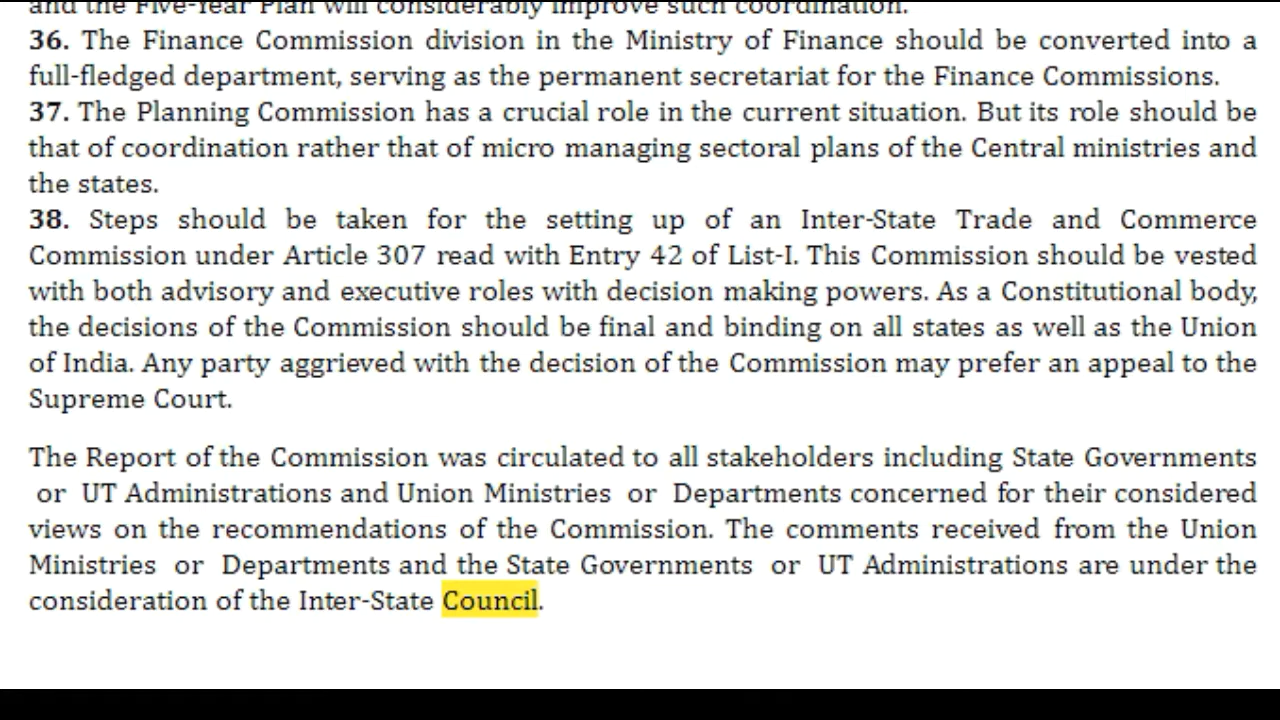 and the Five-Year Plan will considerably improve such coordination.
36. The Finance Commission division in the Ministry of Finance should be converted into a
full-fledged department, serving as the permanent secretariat for the Finance Commissions.
37. The Planning Commission has a crucial role in the current situation. But its role should be
that of coordination rather that of micro managing sectoral plans of the Central ministries and
the states.
38. Steps should be taken for the setting up of an Inter-State Trade and Commerce
Commission under Article 307 read with Entry 42 of List-I. This Commission should be vested
with both advisory and executive roles with decision making powers. As a Constitutional body,
the decisions of the Commission should be final and binding on all states as well as the Union
of India. Any party aggrieved with the decision of the Commission may prefer an appeal to the
Supreme Court.
The Report of the Commission was circulated to all stakeholders including State Governments
or UT Administrations and Union Ministries or Departments concerned for their considered
views on the recommendations of the Commission. The comments received from the Union
Ministries or Departments and the State Governments or UT Administrations are under the
consideration of the Inter-State Council.